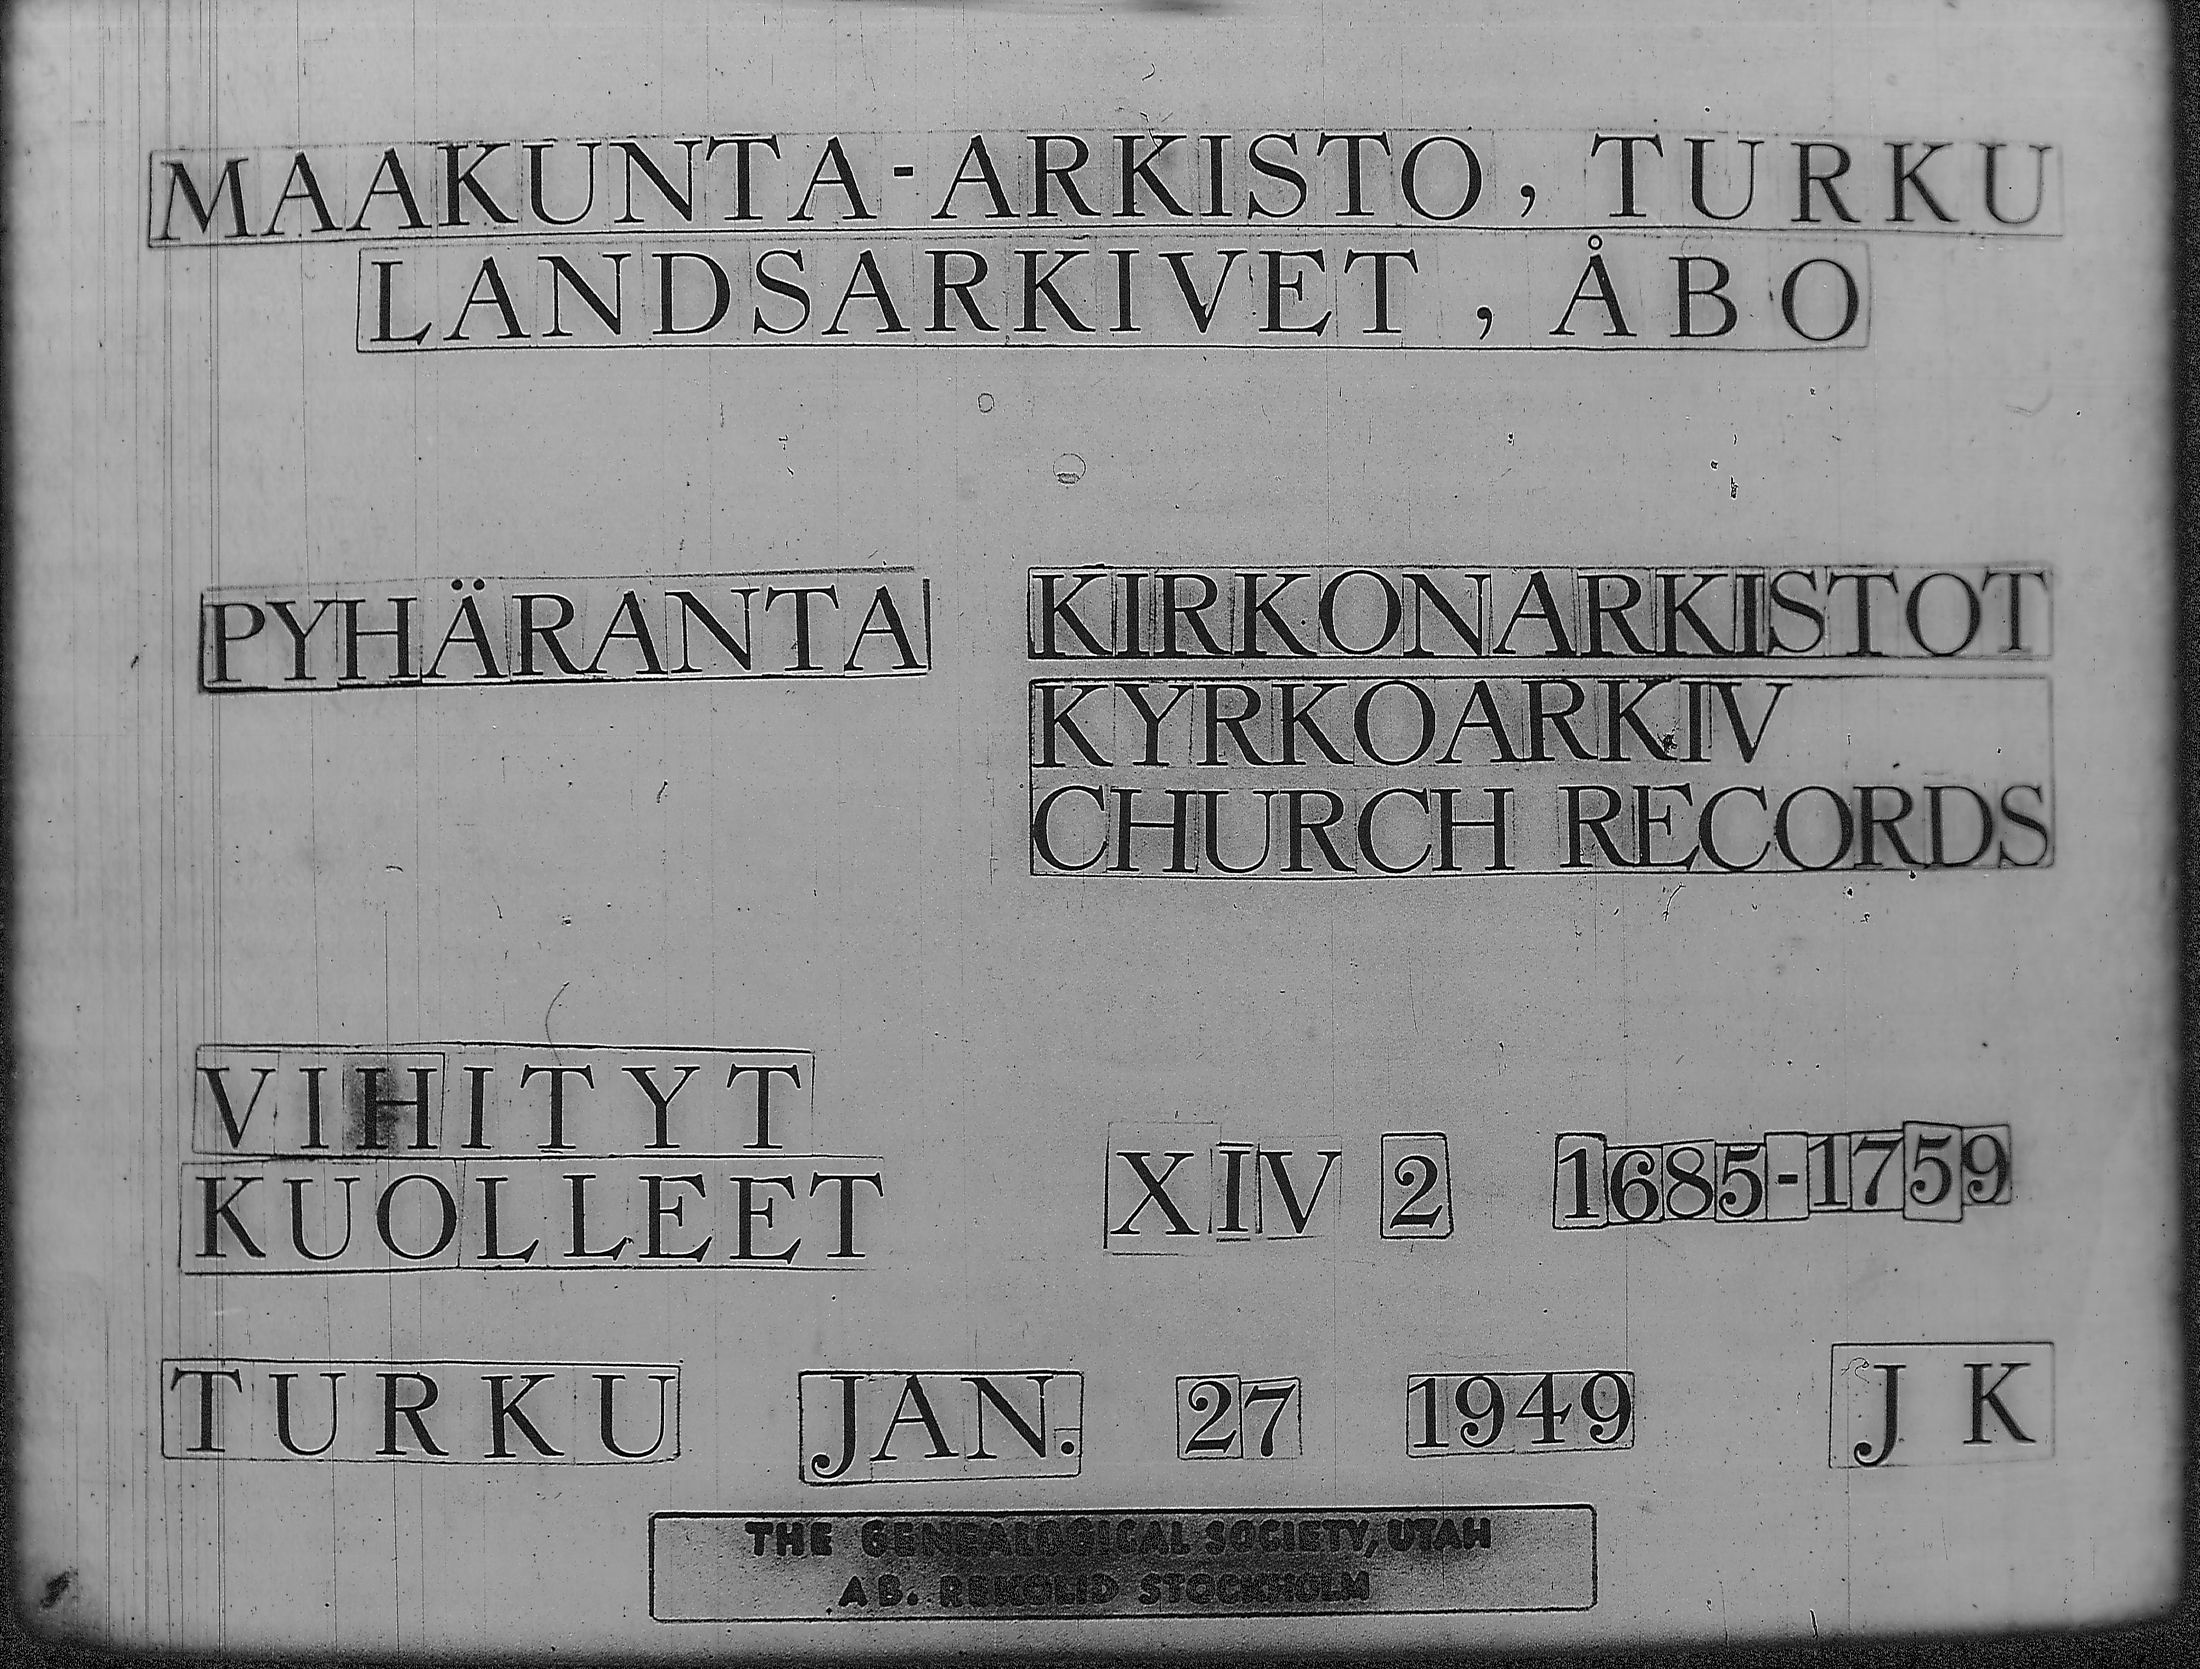 MAAKUNTA-ARKISTO, TURKU
LANDSARKIVET, ÅBO
PYHÄRANTA
KIRKONARKISTOT
KYRKOARKIV
CHURCH RECORDS
VIHITYT
KUOLLEET
XIV 2 1685-1759
TURKU JAN. 27 1949 J K
THE GENEALOGICAL SOCIETY, UTAH
AB. REKOLID STOCKHOLM